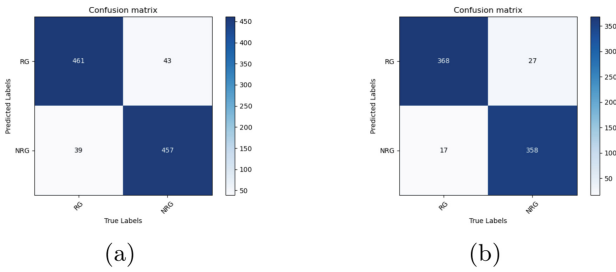 Confusion matrix
RG
461
43
NRG
39
457
Predicted Labels
RG
NRG
True Labels
450
400
350
300
250
200
150
100
50
(a)
Confusion matrix
RG
368
27
NRG
17
358
Predicted Labels
RG
NRG
True Labels
350
300
250
200
150
100
50
(b)